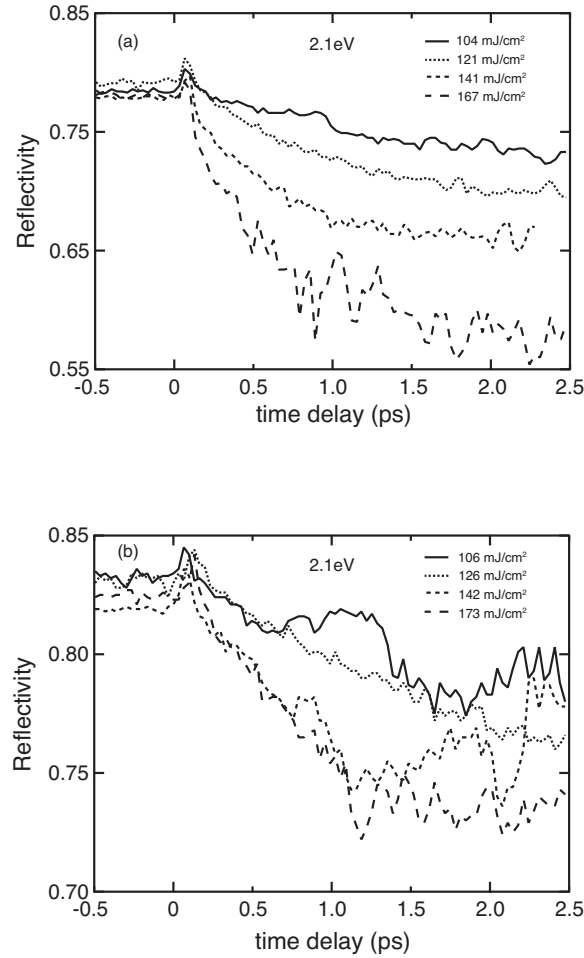 0.85
(a)
2.1eV
104 mJ/cm²
121 mJ/cm²
141 mJ/cm²
167 mJ/cm²
0.75
Reflectivity
0.65
0.55
-0.5 0 0.5 1.0 1.5 2.0 2.5
time delay (ps)
0.85
(b)
2.1eV
106 mJ/cm²
126 mJ/cm²
142 mJ/cm²
173 mJ/cm²
0.80
Reflectivity
0.75
0.70
-0.5 0 0.5 1.0 1.5 2.0 2.5
time delay (ps)